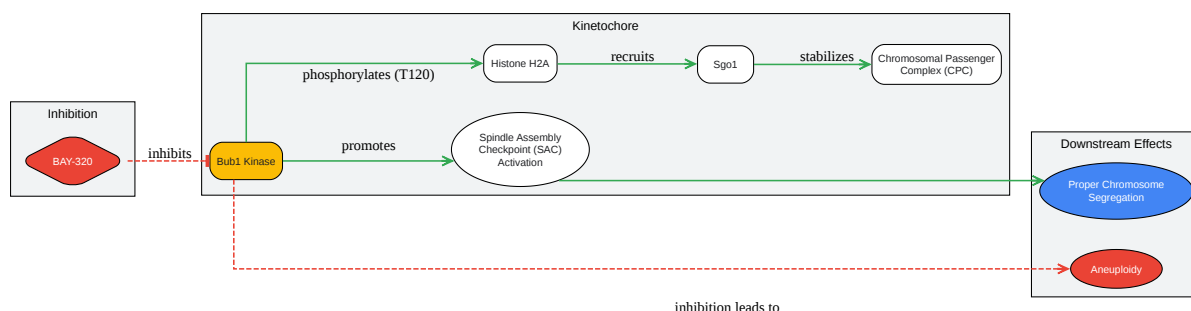 Kinetochore
Histone H2A
recruits
Sgo1
stabilizes
Chromosomal Passenger
Complex (CPC)
phosphorylates (T120)
Inhibition
BAY-320
inhibits
Bub1 Kinase
promotes
Spindle Assembly
Checkpoint (SAC)
Activation
Downstream Effects
Proper Chromosome
Segregation
Aneuploidy
inhibition leads to